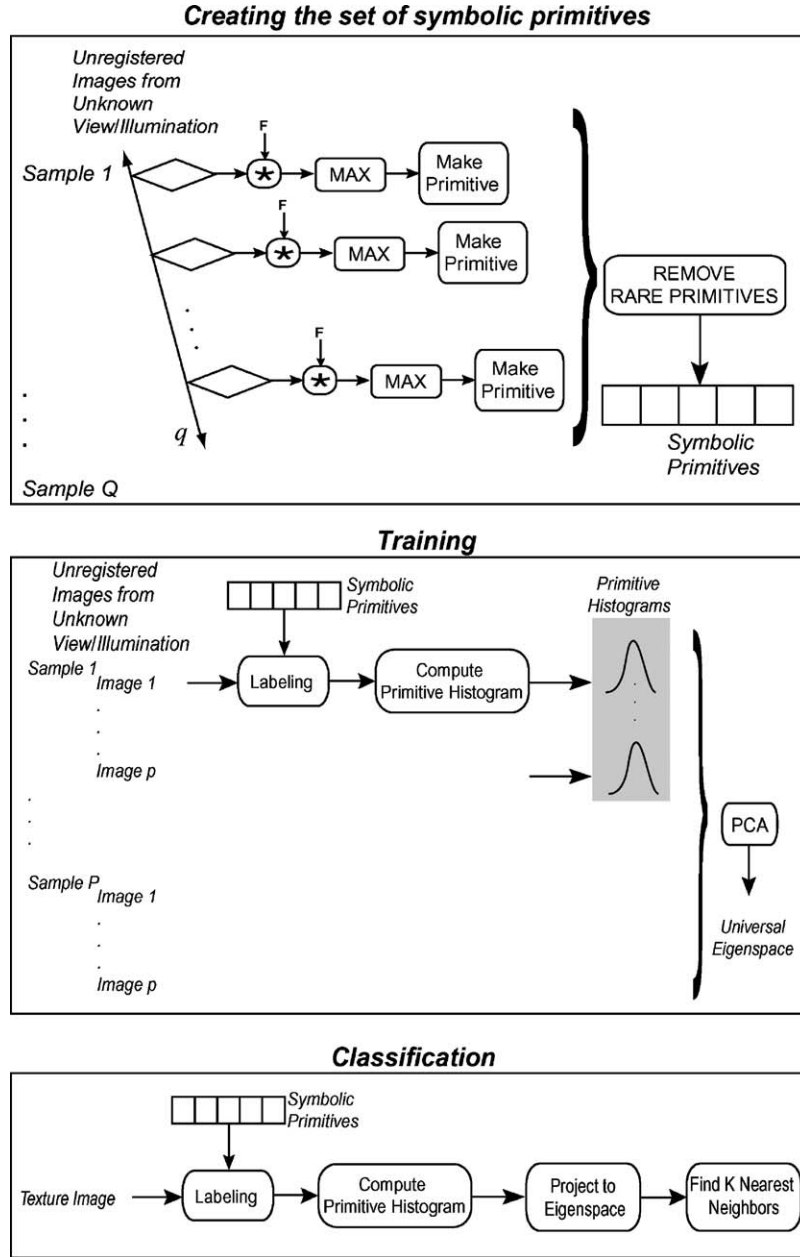 Creating the set of symbolic primitives
Unregistered
Images from
Unknown
View/Illumination
Sample 1
F
*
MAX
Make
Primitive
F
*
MAX
Make
Primitive
F
*
MAX
Make
Primitive
q
Sample Q
REMOVE
RARE PRIMITIVES
Symbolic
Primitives
Training
Unregistered
Images from
Unknown
View/Illumination
Symbolic
Primitives
Primitive
Histograms
Sample 1
Image 1
Labeling
Compute
Primitive Histogram
Image p
PCA
Sample P
Image 1
Universal
Eigenspace
Image p
Classification
Symbolic
Primitives
Texture Image
Labeling
Compute
Primitive Histogram
Project to
Eigenspace
Find K Nearest
Neighbors